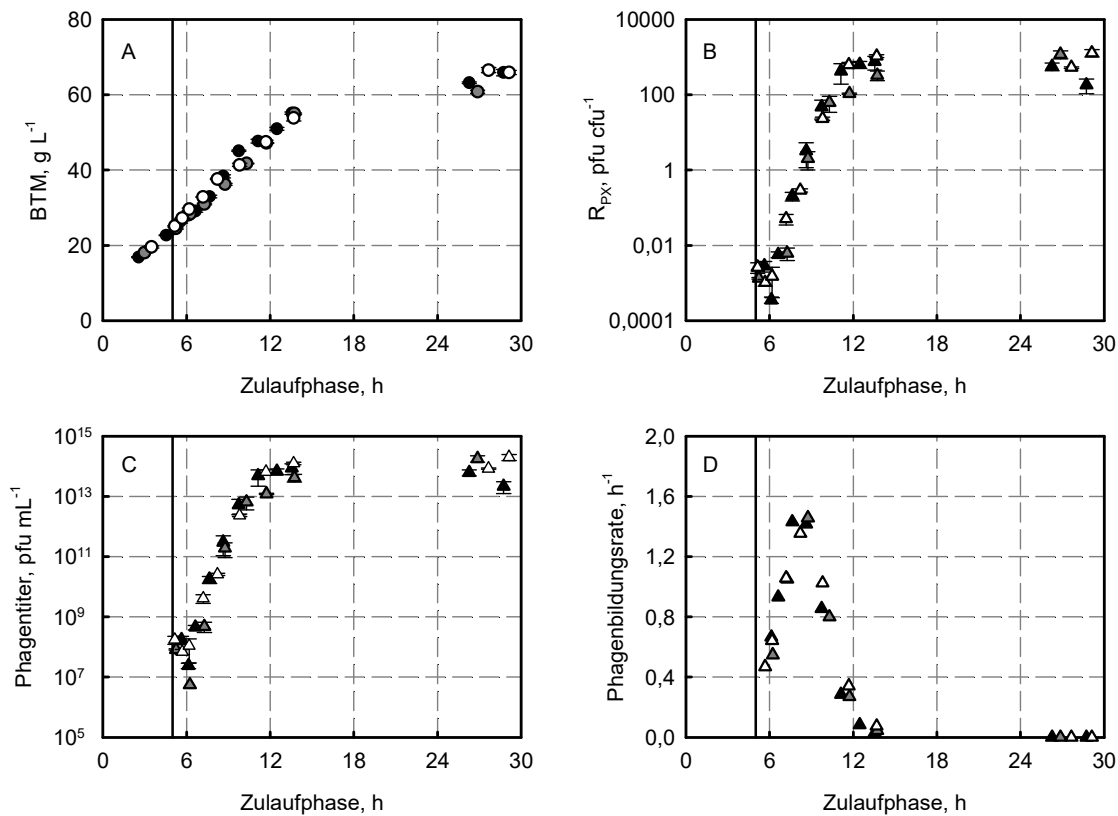 A
BTM, g L⁻¹
80
60
40
20
0
0 6 12 18 24 30
Zulaufphase, h
B
R_PX, pfu cfu⁻¹
10000
100
1
0,01
0,0001
0 6 12 18 24 30
Zulaufphase, h
C
Phagentiter, pfu mL⁻¹
10¹⁵
10¹³
10¹¹
10⁹
10⁷
10⁵
0 6 12 18 24 30
Zulaufphase, h
D
Phagenbildungsrate, h⁻¹
2,0
1,6
1,2
0,8
0,4
0,0
0 6 12 18 24 30
Zulaufphase, h